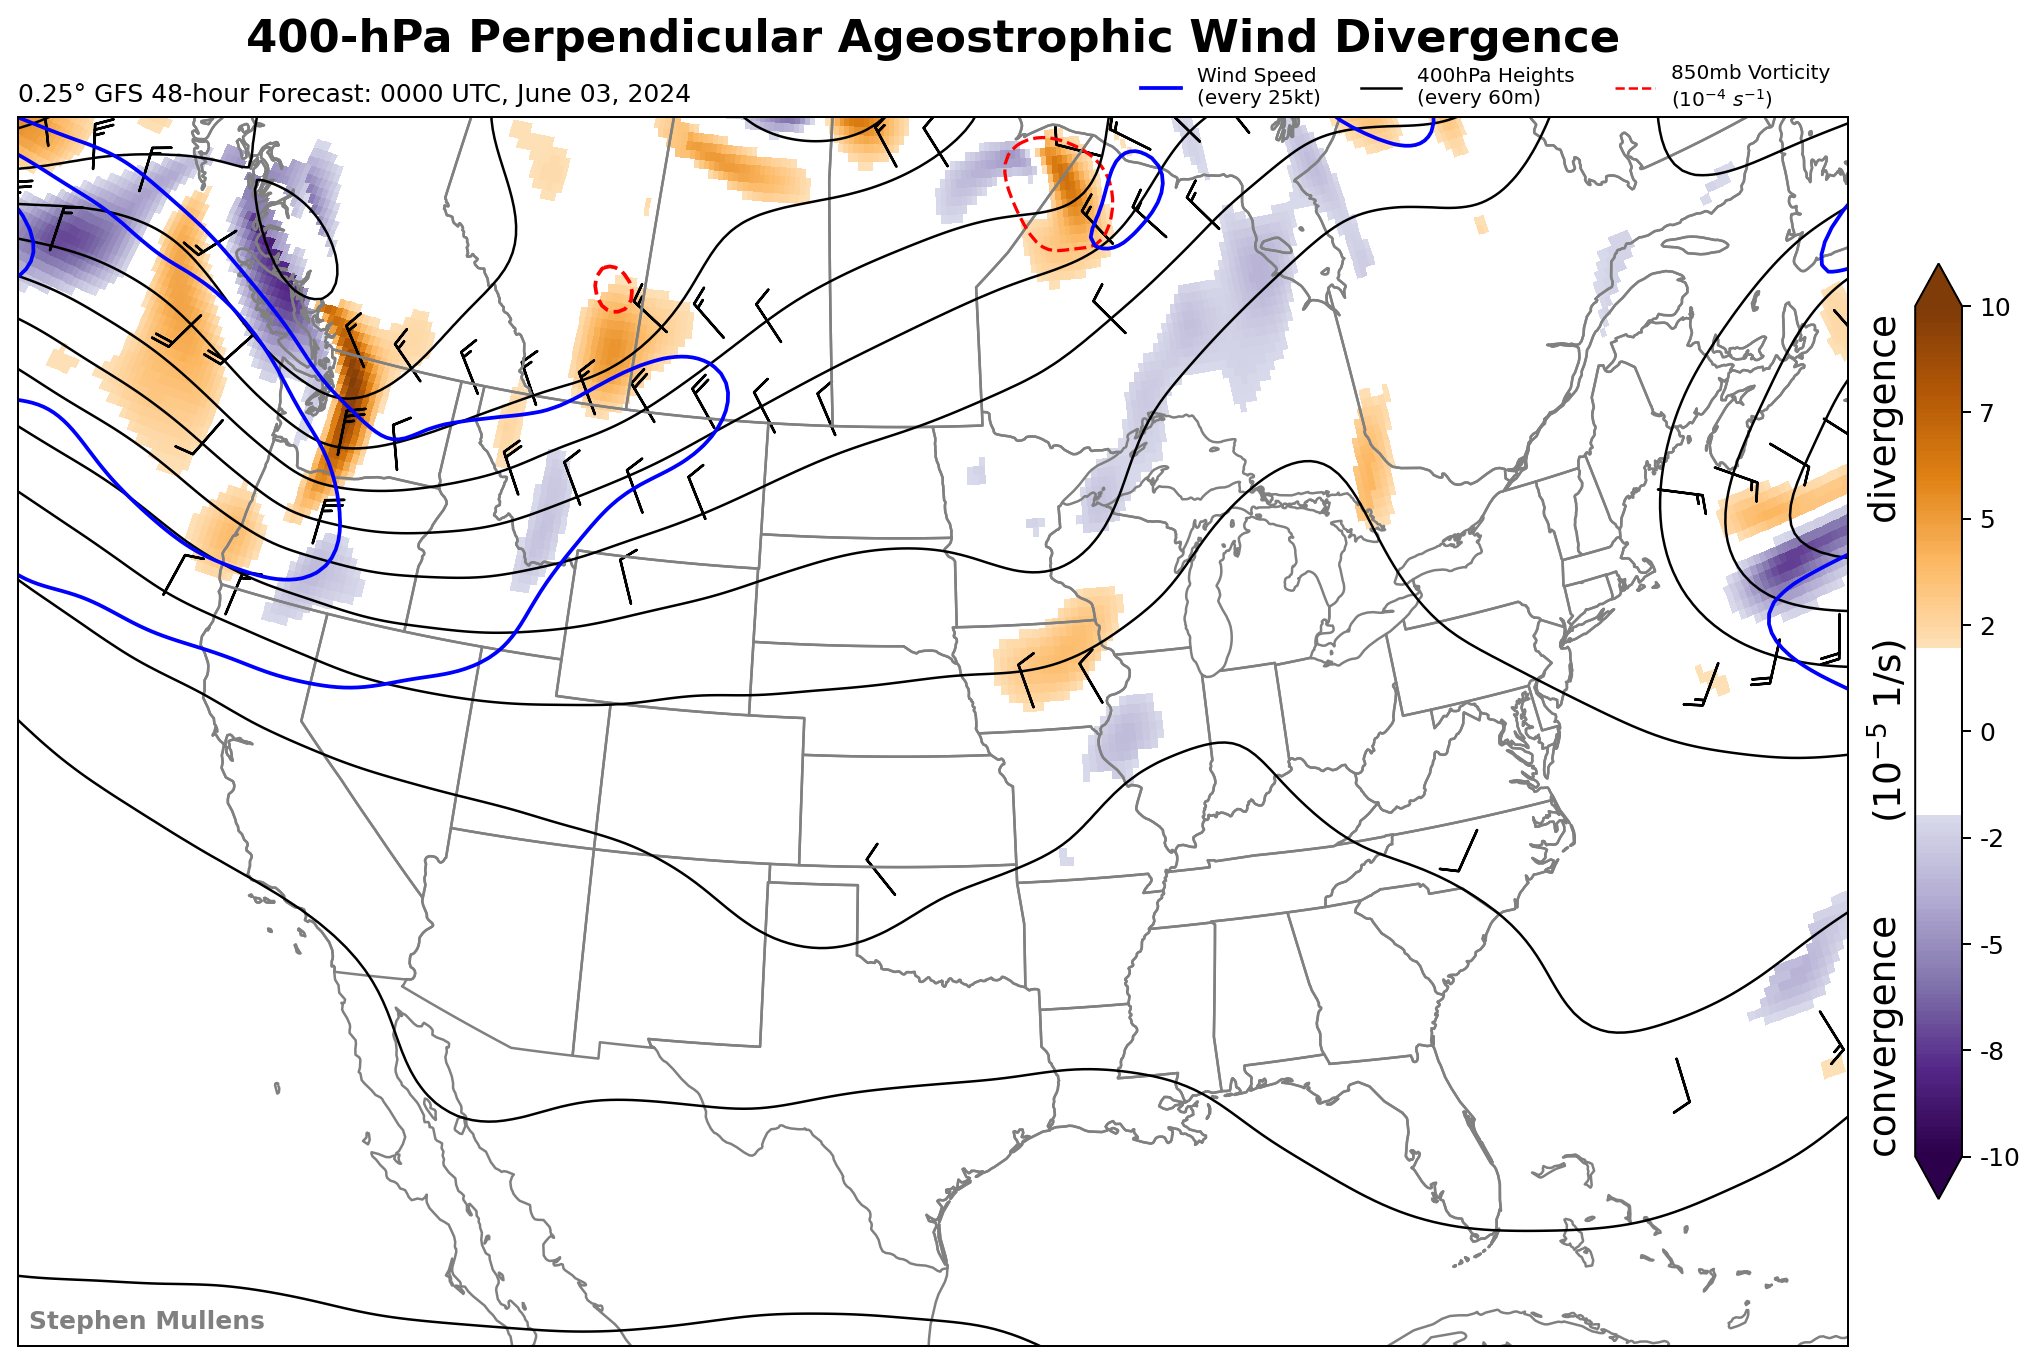 400-hPa Perpendicular Ageostrophic Wind Divergence
0.25° GFS 48-hour Forecast: 0000 UTC, June 03, 2024
Wind Speed
(every 25kt)
400hPa Heights
(every 60m)
850mb Vorticity
(10⁻⁴ s⁻¹)
10
7
5
2
0
-2
-5
-8
-10
convergence (10⁻⁵ 1/s) divergence
Stephen Mullens